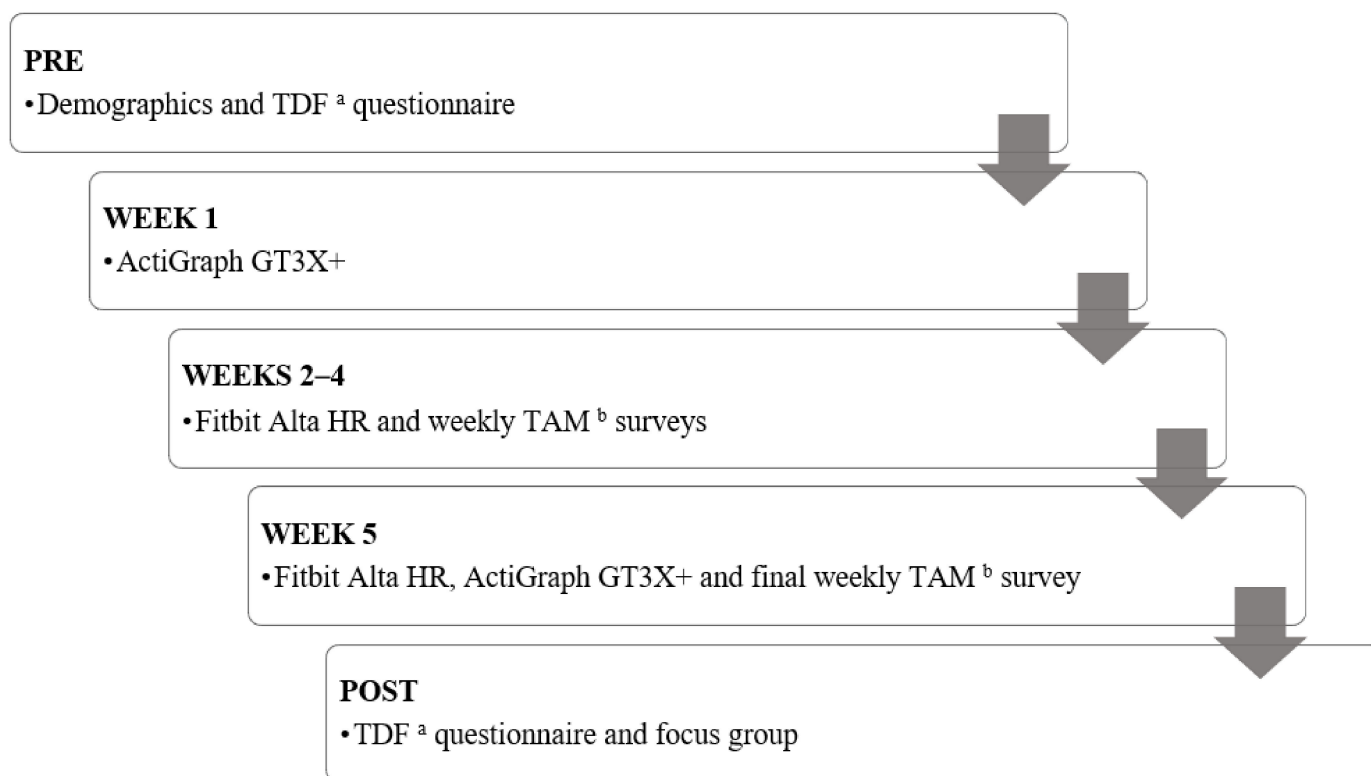 PRE
•Demographics and TDF ᵃ questionnaire
WEEK 1
•ActiGraph GT3X+
WEEKS 2–4
•Fitbit Alta HR and weekly TAM ᵇ surveys
WEEK 5
•Fitbit Alta HR, ActiGraph GT3X+ and final weekly TAM ᵇ survey
POST
•TDF ᵃ questionnaire and focus group